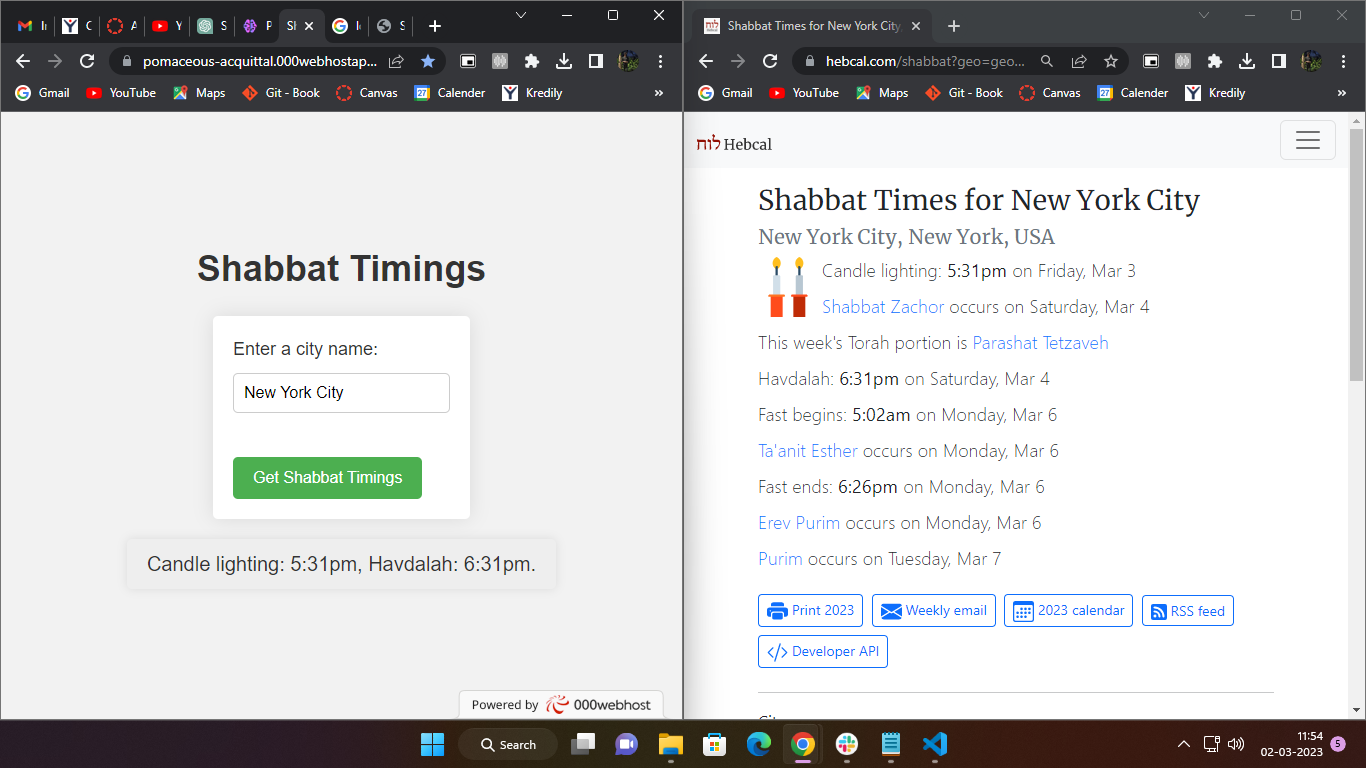 pomaceous-acquittal.000webhostap...
Gmail
YouTube
Maps
Git - Book
Canvas
Calender
Kredily
»
Shabbat Timings
Enter a city name:
New York City
Get Shabbat Timings
Candle lighting: 5:31pm, Havdalah: 6:31pm.
Powered by 000webhost
Shabbat Times for New York City
hebcal.com/shabbat?geo=geo...
Gmail
YouTube
Maps
Git - Book
Canvas
Calender
Kredily
»
לוח Hebcal
Shabbat Times for New York City
New York City, New York, USA
Candle lighting: 5:31pm on Friday, Mar 3
Shabbat Zachor occurs on Saturday, Mar 4
This week's Torah portion is Parashat Tetzaveh
Havdalah: 6:31pm on Saturday, Mar 4
Fast begins: 5:02am on Monday, Mar 6
Ta'anit Esther occurs on Monday, Mar 6
Fast ends: 6:26pm on Monday, Mar 6
Erev Purim occurs on Monday, Mar 6
Purim occurs on Tuesday, Mar 7
Print 2023
Weekly email
2023 calendar
RSS feed
Developer API
Search
11:54
02-03-2023
5